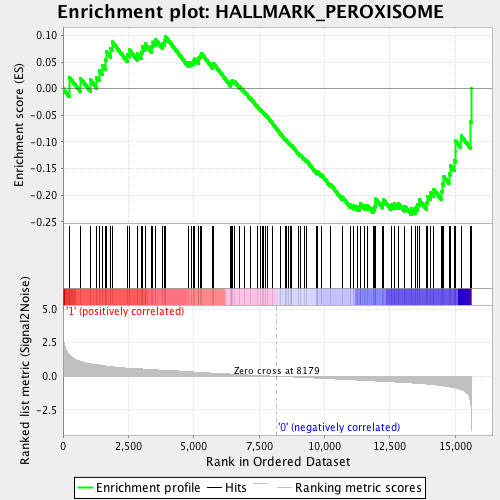 Enrichment plot: HALLMARK_PEROXISOME
Enrichment score (ES)
0.10
0.05
0.00
-0.05
-0.10
-0.15
-0.20
-0.25
'1' (positively correlated)
Ranked list metric (Signal2Noise)
5.0
2.5
0.0
-2.5
Zero cross at 8179
'0' (negatively correlated)
0
2,500
5,000
7,500
10,000
12,500
15,000
Rank in Ordered Dataset
Enrichment profile
Hits
Ranking metric scores